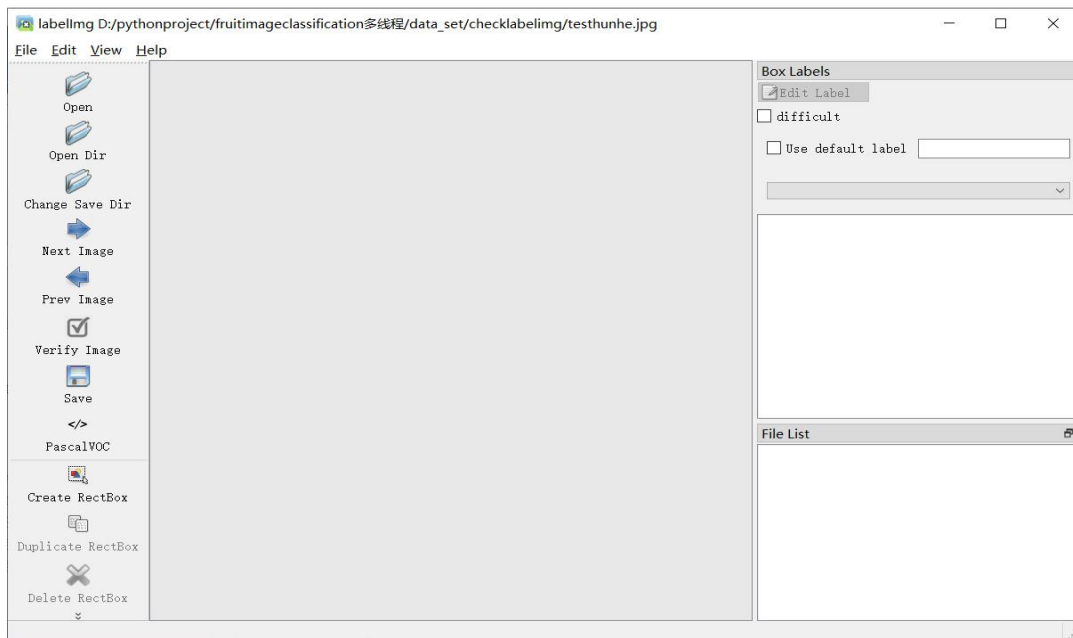 labelImg D:/pythonproject/fruitimageclassification多线程/data_set/checklabelimg/testhunhe.jpg
File Edit View Help
Open
Open Dir
Change Save Dir
Next Image
Prev Image
Verify Image
Save
</>
PascalVOC
Create RectBox
Duplicate RectBox
Delete RectBox
Box Labels
Edit Label
difficult
Use default label
File List